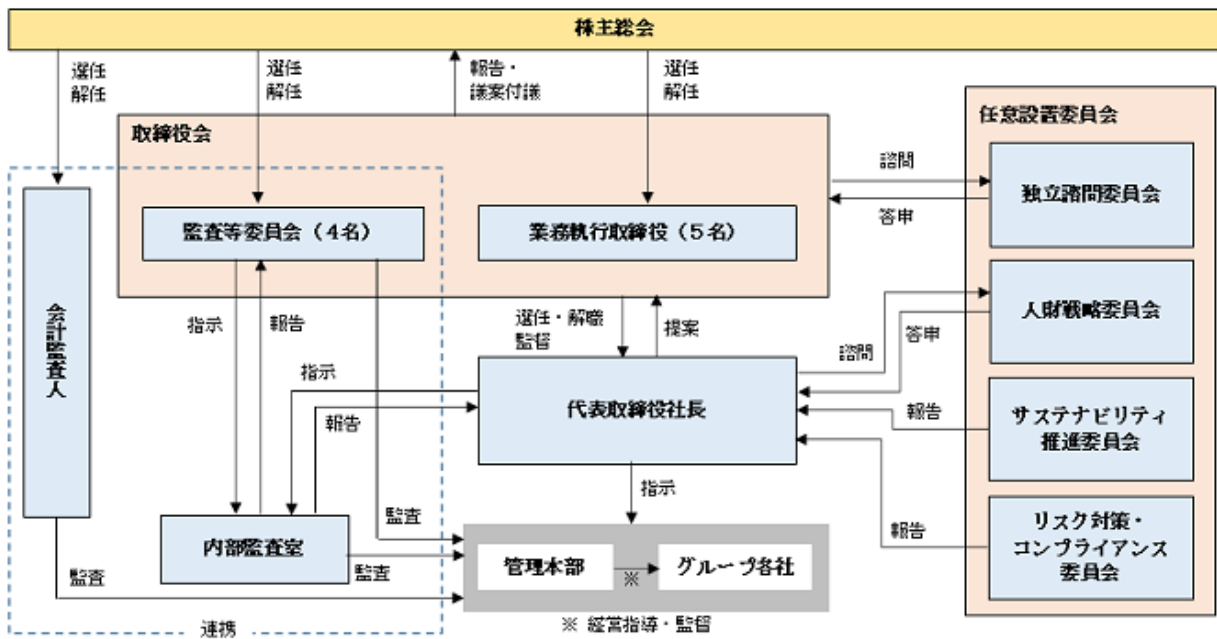 株主総会
選任
解任
選任
解任
報告・
議案付議
選任
解任
取締役会
任意設置委員会
諮問
独立諮問委員会
答申
監査等委員会（4名）
業務執行取締役（5名）
会計監査人
指示
報告
選任・解職
監督
提案
人財戦略委員会
答申
諮問
指示
代表取締役社長
報告
報告
サステナビリティ
推進委員会
指示
監査
内部監査室
報告
リスク対策・
コンプライアンス
委員会
監査
監査
管理本部
※
グループ各社
連携
※ 経営指導・監督